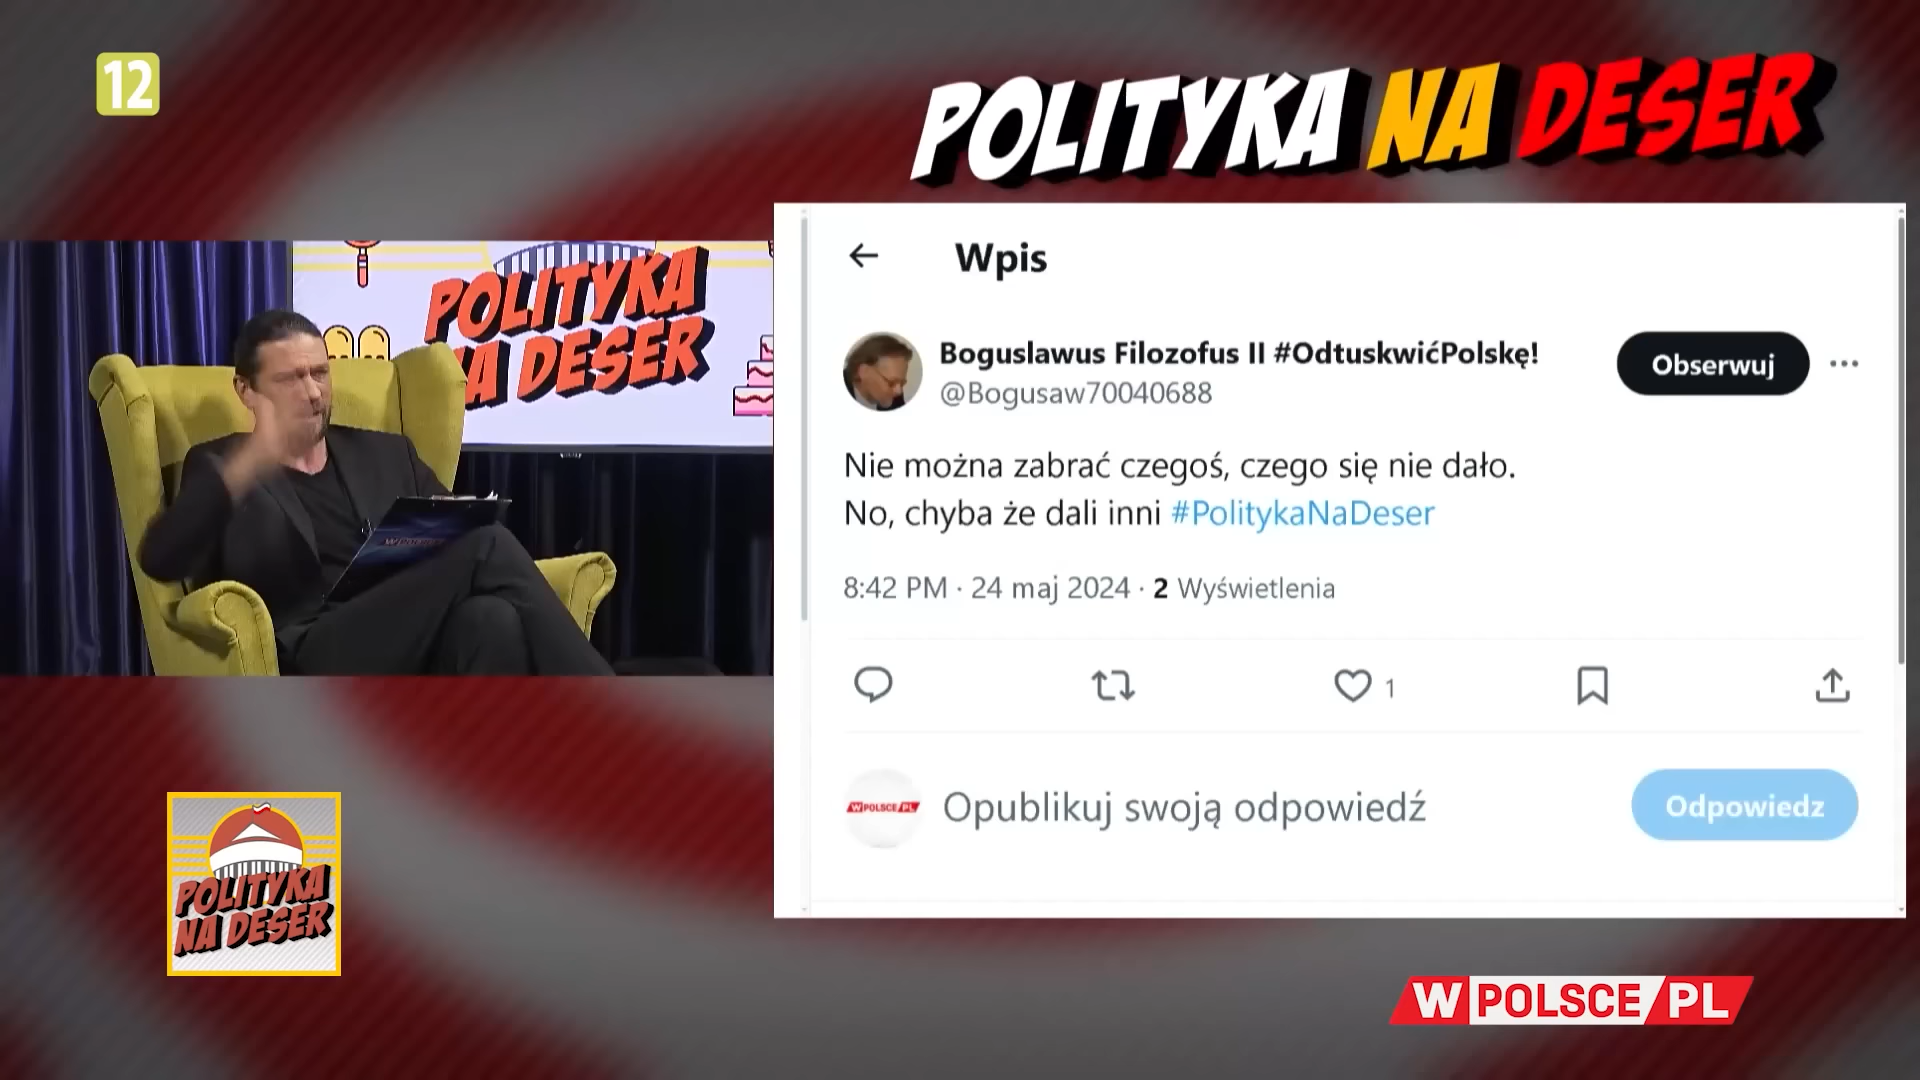 12
POLITYKA NA DESER
POLITYKA
NA DESER
Wpis
Boguslawus Filozofus II #OdtuskwićPolskę!
@Bogusaw70040688
Obserwuj
Nie można zabrać czegoś, czego się nie dało.
No, chyba że dali inni #PolitykaNaDeser
8:42 PM · 24 maj 2024 · 2 Wyświetlenia
1
WPOLSCE/PL
Opublikuj swoją odpowiedź
Odpowiedz
POLITYKA
NA DESER
WPOLSCE/PL